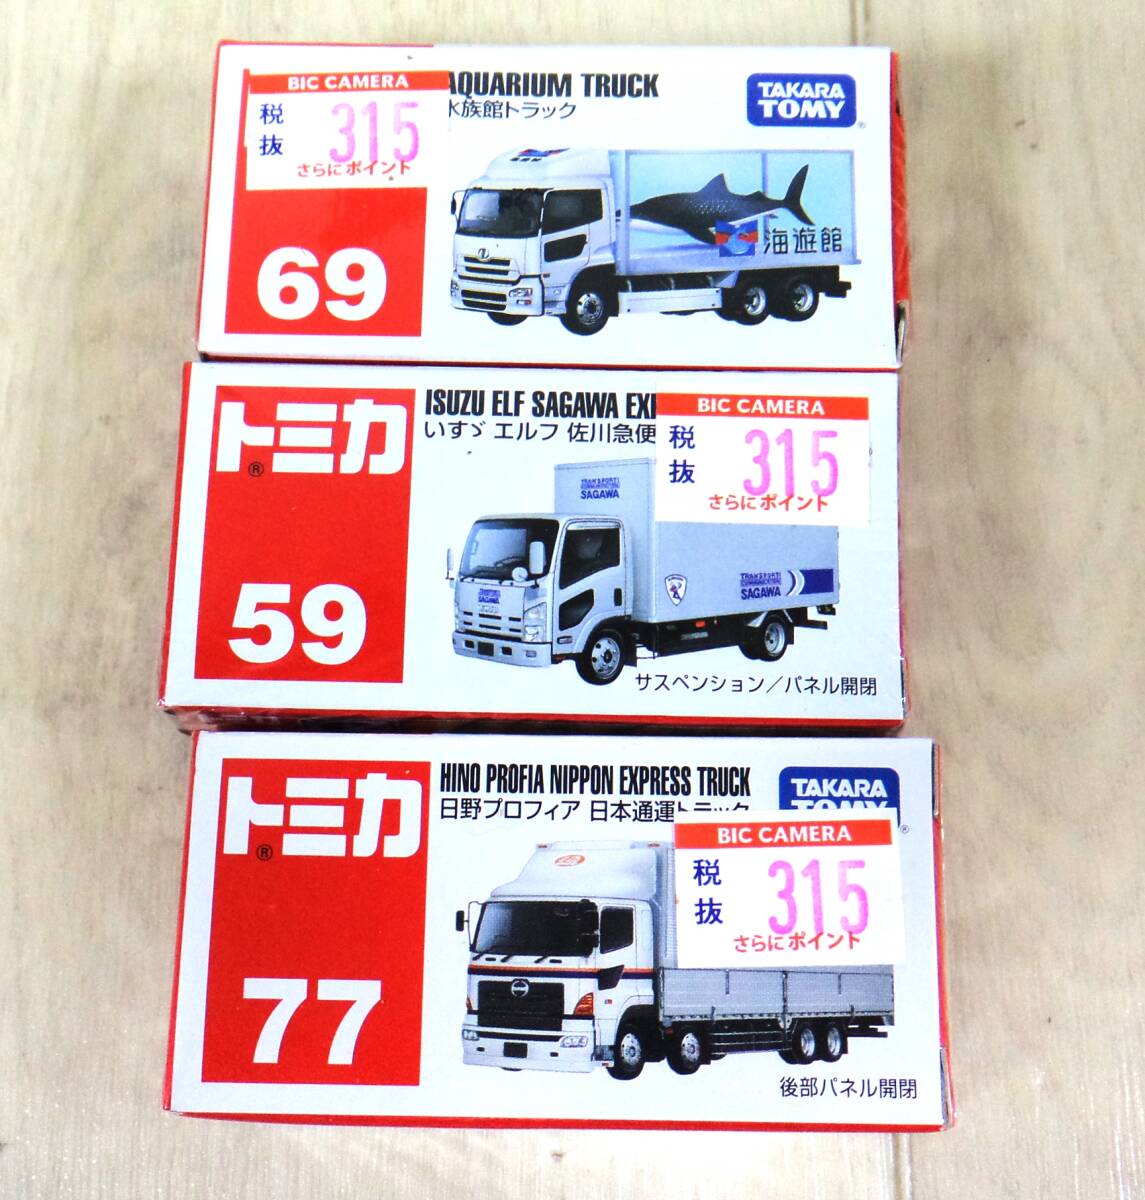 BIC CAMERA
税抜 315
さらにポイント
AQUARIUM TRUCK
水族館トラック
TAKARA TOMY
®
海遊館
69
トミカ
®
59
ISUZU ELF SAGAWA
いすゞ エルフ 佐川急便
BIC CAMERA
税抜 315
さらにポイント
SAGAWA
TRANSPORT
SAGAWA
サスペンション/パネル開閉
トミカ
®
77
HINO PROFIA NIPPON EXPRESS TRUCK
日野プロフィア 日本通運トラック
TAKARA TOMY
®
BIC CAMERA
税抜 315
さらにポイント
後部パネル開閉